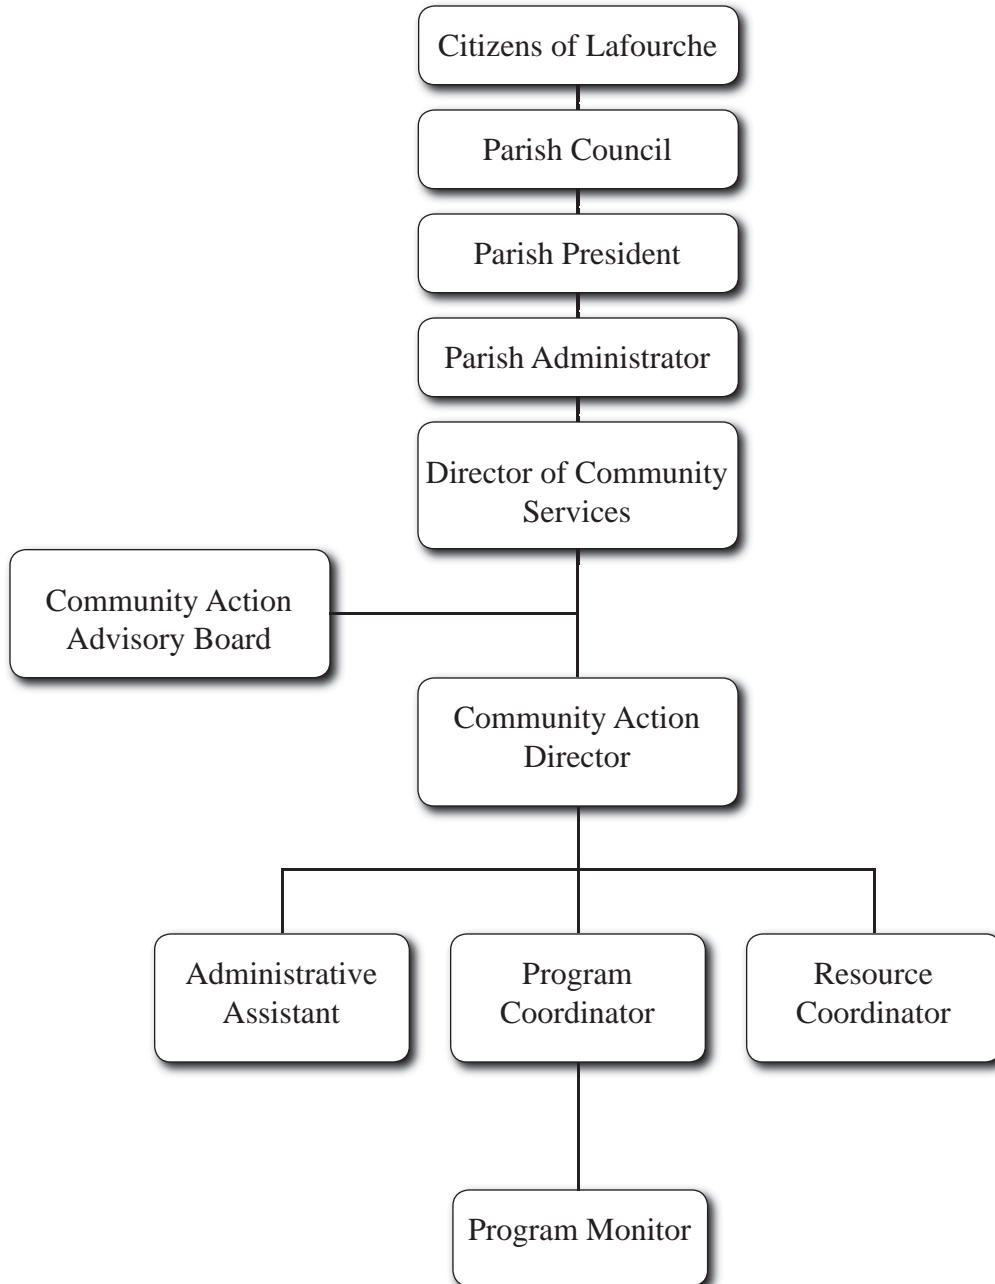 Citizens of Lafourche
Parish Council
Parish President
Parish Administrator
Director of Community
Services
Community Action
Advisory Board
Community Action
Director
Administrative
Assistant
Program
Coordinator
Resource
Coordinator
Program Monitor